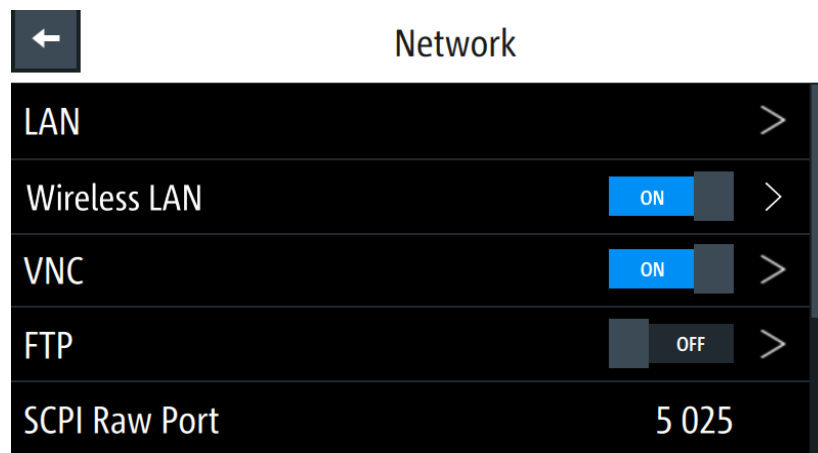 Network
LAN
Wireless LAN ON
VNC ON
FTP OFF
SCPI Raw Port 5 025